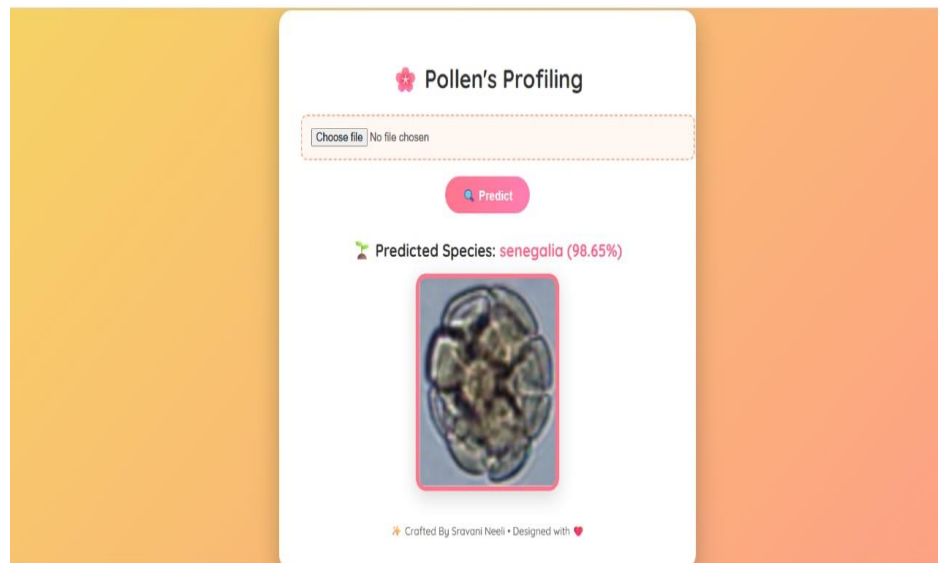 🌸 Pollen's Profiling
Choose file No file chosen
🔍 Predict
🌱 Predicted Species: senegalia (98.65%)
✨ Crafted By Sravani Neeli • Designed with ❤️